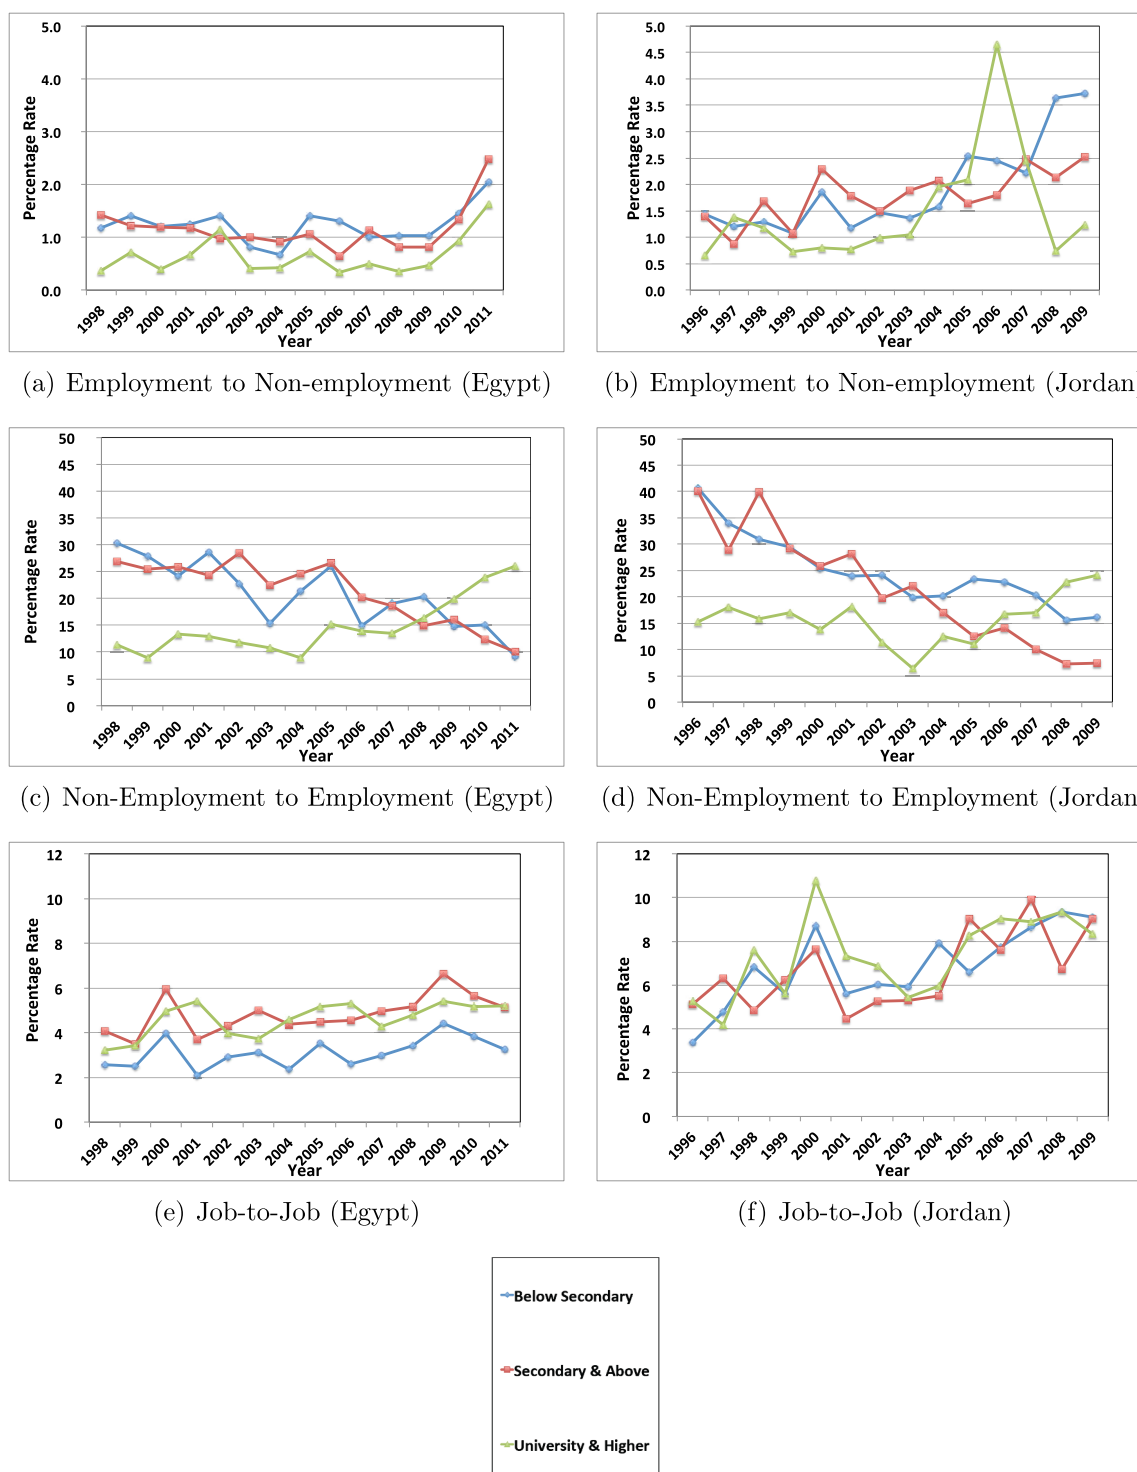 5.0
4.0
3.0
2.0
1.0
0.0
Percentage Rate
1998 1999 2000 2001 2002 2003 2004 2005 2006 2007 2008 2009 2010 2011
Year
(a) Employment to Non-employment (Egypt)
5.0
4.5
4.0
3.5
3.0
2.5
2.0
1.5
1.0
0.5
0.0
Percentage Rate
1996 1997 1998 1999 2000 2001 2002 2003 2004 2005 2006 2007 2008 2009
Year
(b) Employment to Non-employment (Jordan)
50
45
40
35
30
25
20
15
10
5
0
Percentage Rate
1998 1999 2000 2001 2002 2003 2004 2005 2006 2007 2008 2009 2010 2011
Year
(c) Non-Employment to Employment (Egypt)
50
45
40
35
30
25
20
15
10
5
0
Percentage Rate
1996 1997 1998 1999 2000 2001 2002 2003 2004 2005 2006 2007 2008 2009
Year
(d) Non-Employment to Employment (Jordan
12
10
8
6
4
2
0
Percentage Rate
1998 1999 2000 2001 2002 2003 2004 2005 2006 2007 2008 2009 2010 2011
Year
(e) Job-to-Job (Egypt)
12
10
8
6
4
2
0
Percentage Rate
1996 1997 1998 1999 2000 2001 2002 2003 2004 2005 2006 2007 2008 2009
Year
(f) Job-to-Job (Jordan)
Below Secondary
Secondary & Above
University & Higher